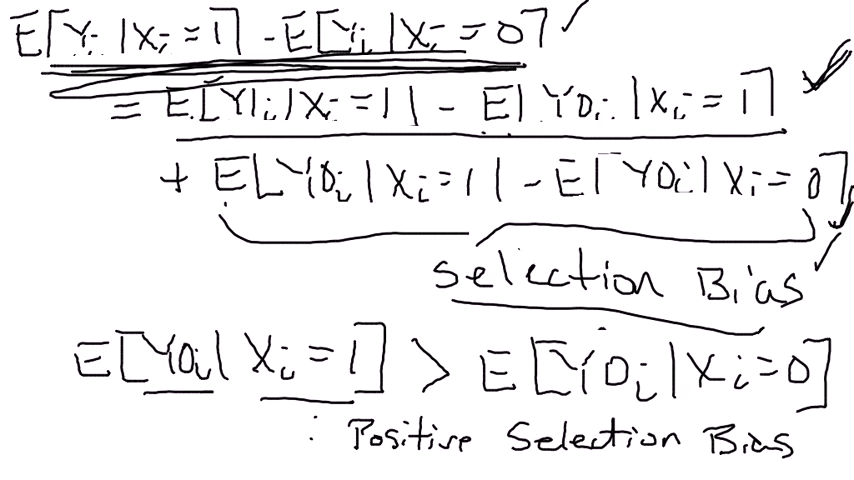 E[Yi |Xi = 1] - E[Yi |Xi = 0]
= E[Y1i |Xi = 1] - E[Y0i |Xi = 1]
+ E[Y0i |Xi = 1] - E[Y0i |Xi = 0]
Selection Bias
E[Y0i | Xi = 1] > E[Y0i |Xi = 0]
: Positive Selection Bias